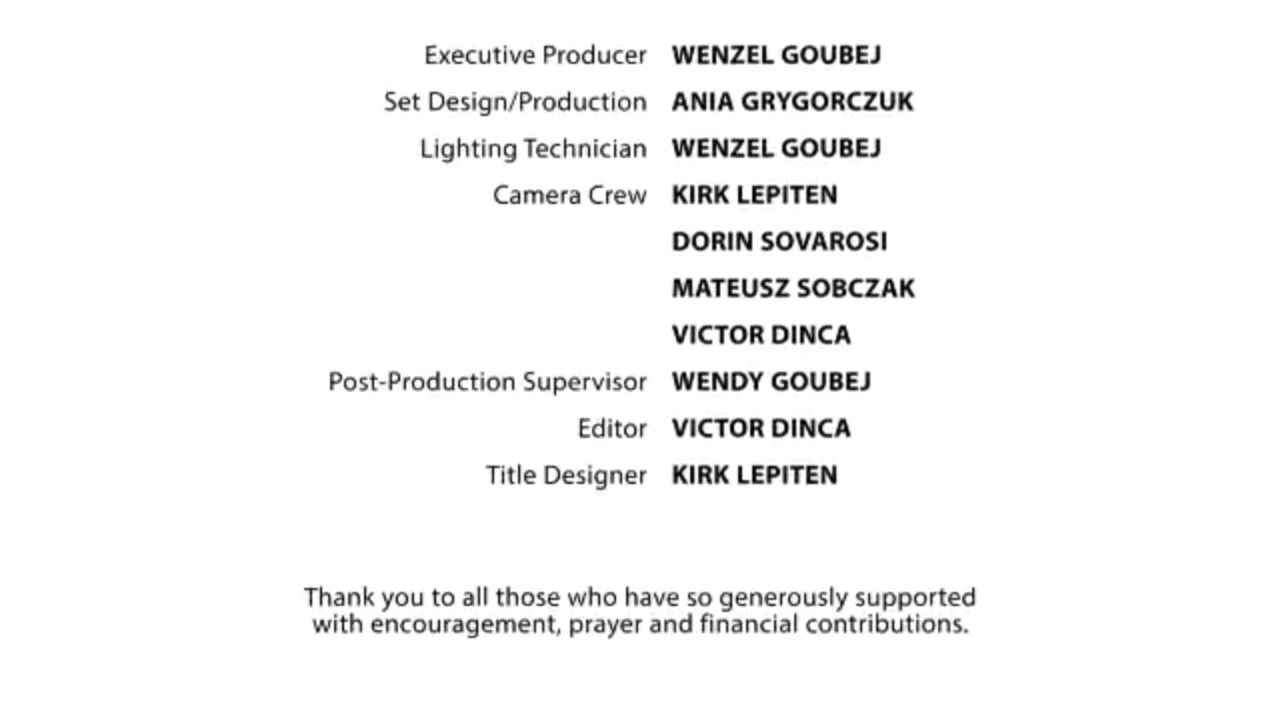 Executive Producer WENZEL GOUBEJ
Set Design/Production ANIA GRYGORCZUK
Lighting Technician WENZEL GOUBEJ
Camera Crew KIRK LEPITEN
DORIN SOVAROSI
MATEUSZ SOBCZAK
VICTOR DINCA
Post-Production Supervisor WENDY GOUBEJ
Editor VICTOR DINCA
Title Designer KIRK LEPITEN
Thank you to all those who have so generously supported
with encouragement, prayer and financial contributions.